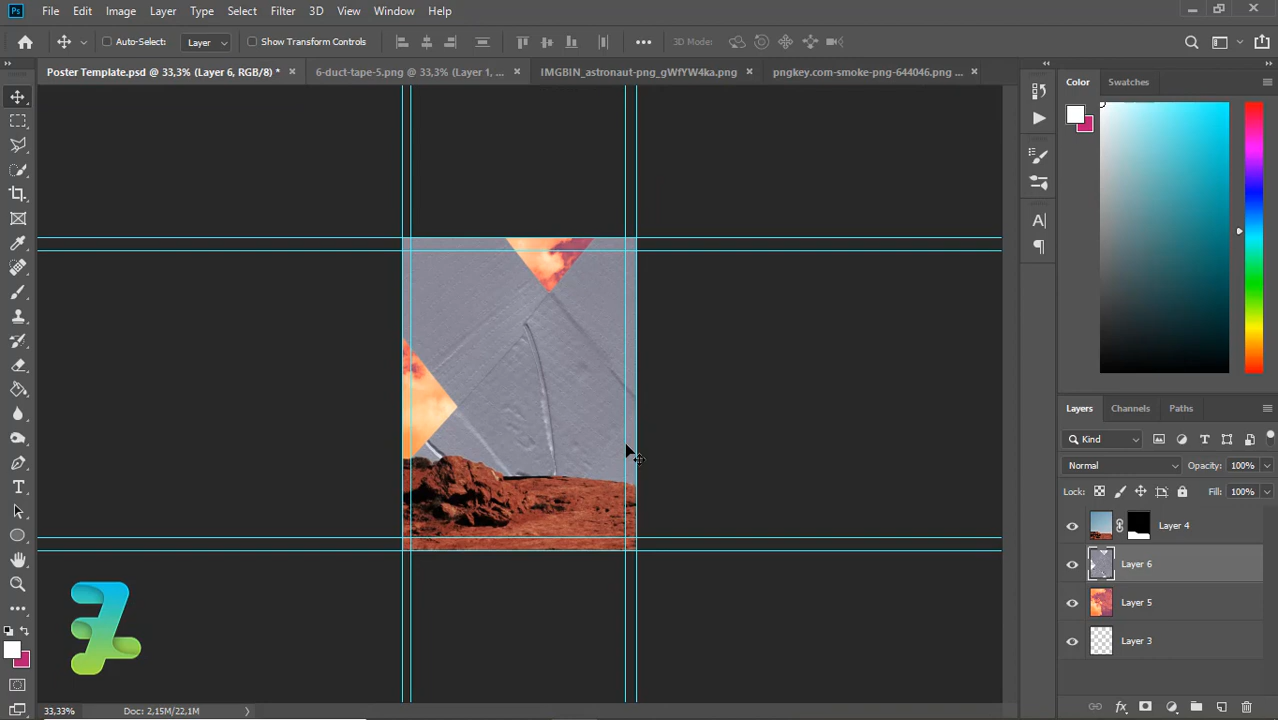 Ps File Edit Image Layer Type Select Filter 3D View Window Help
Auto-Select: Layer Show Transform Controls 3D Mode:
Poster Template.psd @ 33,3% (Layer 6, RGB/8) * × 6-duct-tape-5.png @ 33,3% (Layer 1, ... × IMGBIN_astronaut-png_gWfYW4ka.png × pngkey.com-smoke-png-644046.png ... ×
Color Swatches
Layers Channels Paths
Kind
Normal Opacity: 100%
Lock: Fill: 100%
Layer 4
Layer 6
Layer 5
Layer 3
33,33% Doc: 2,15M/22,1M